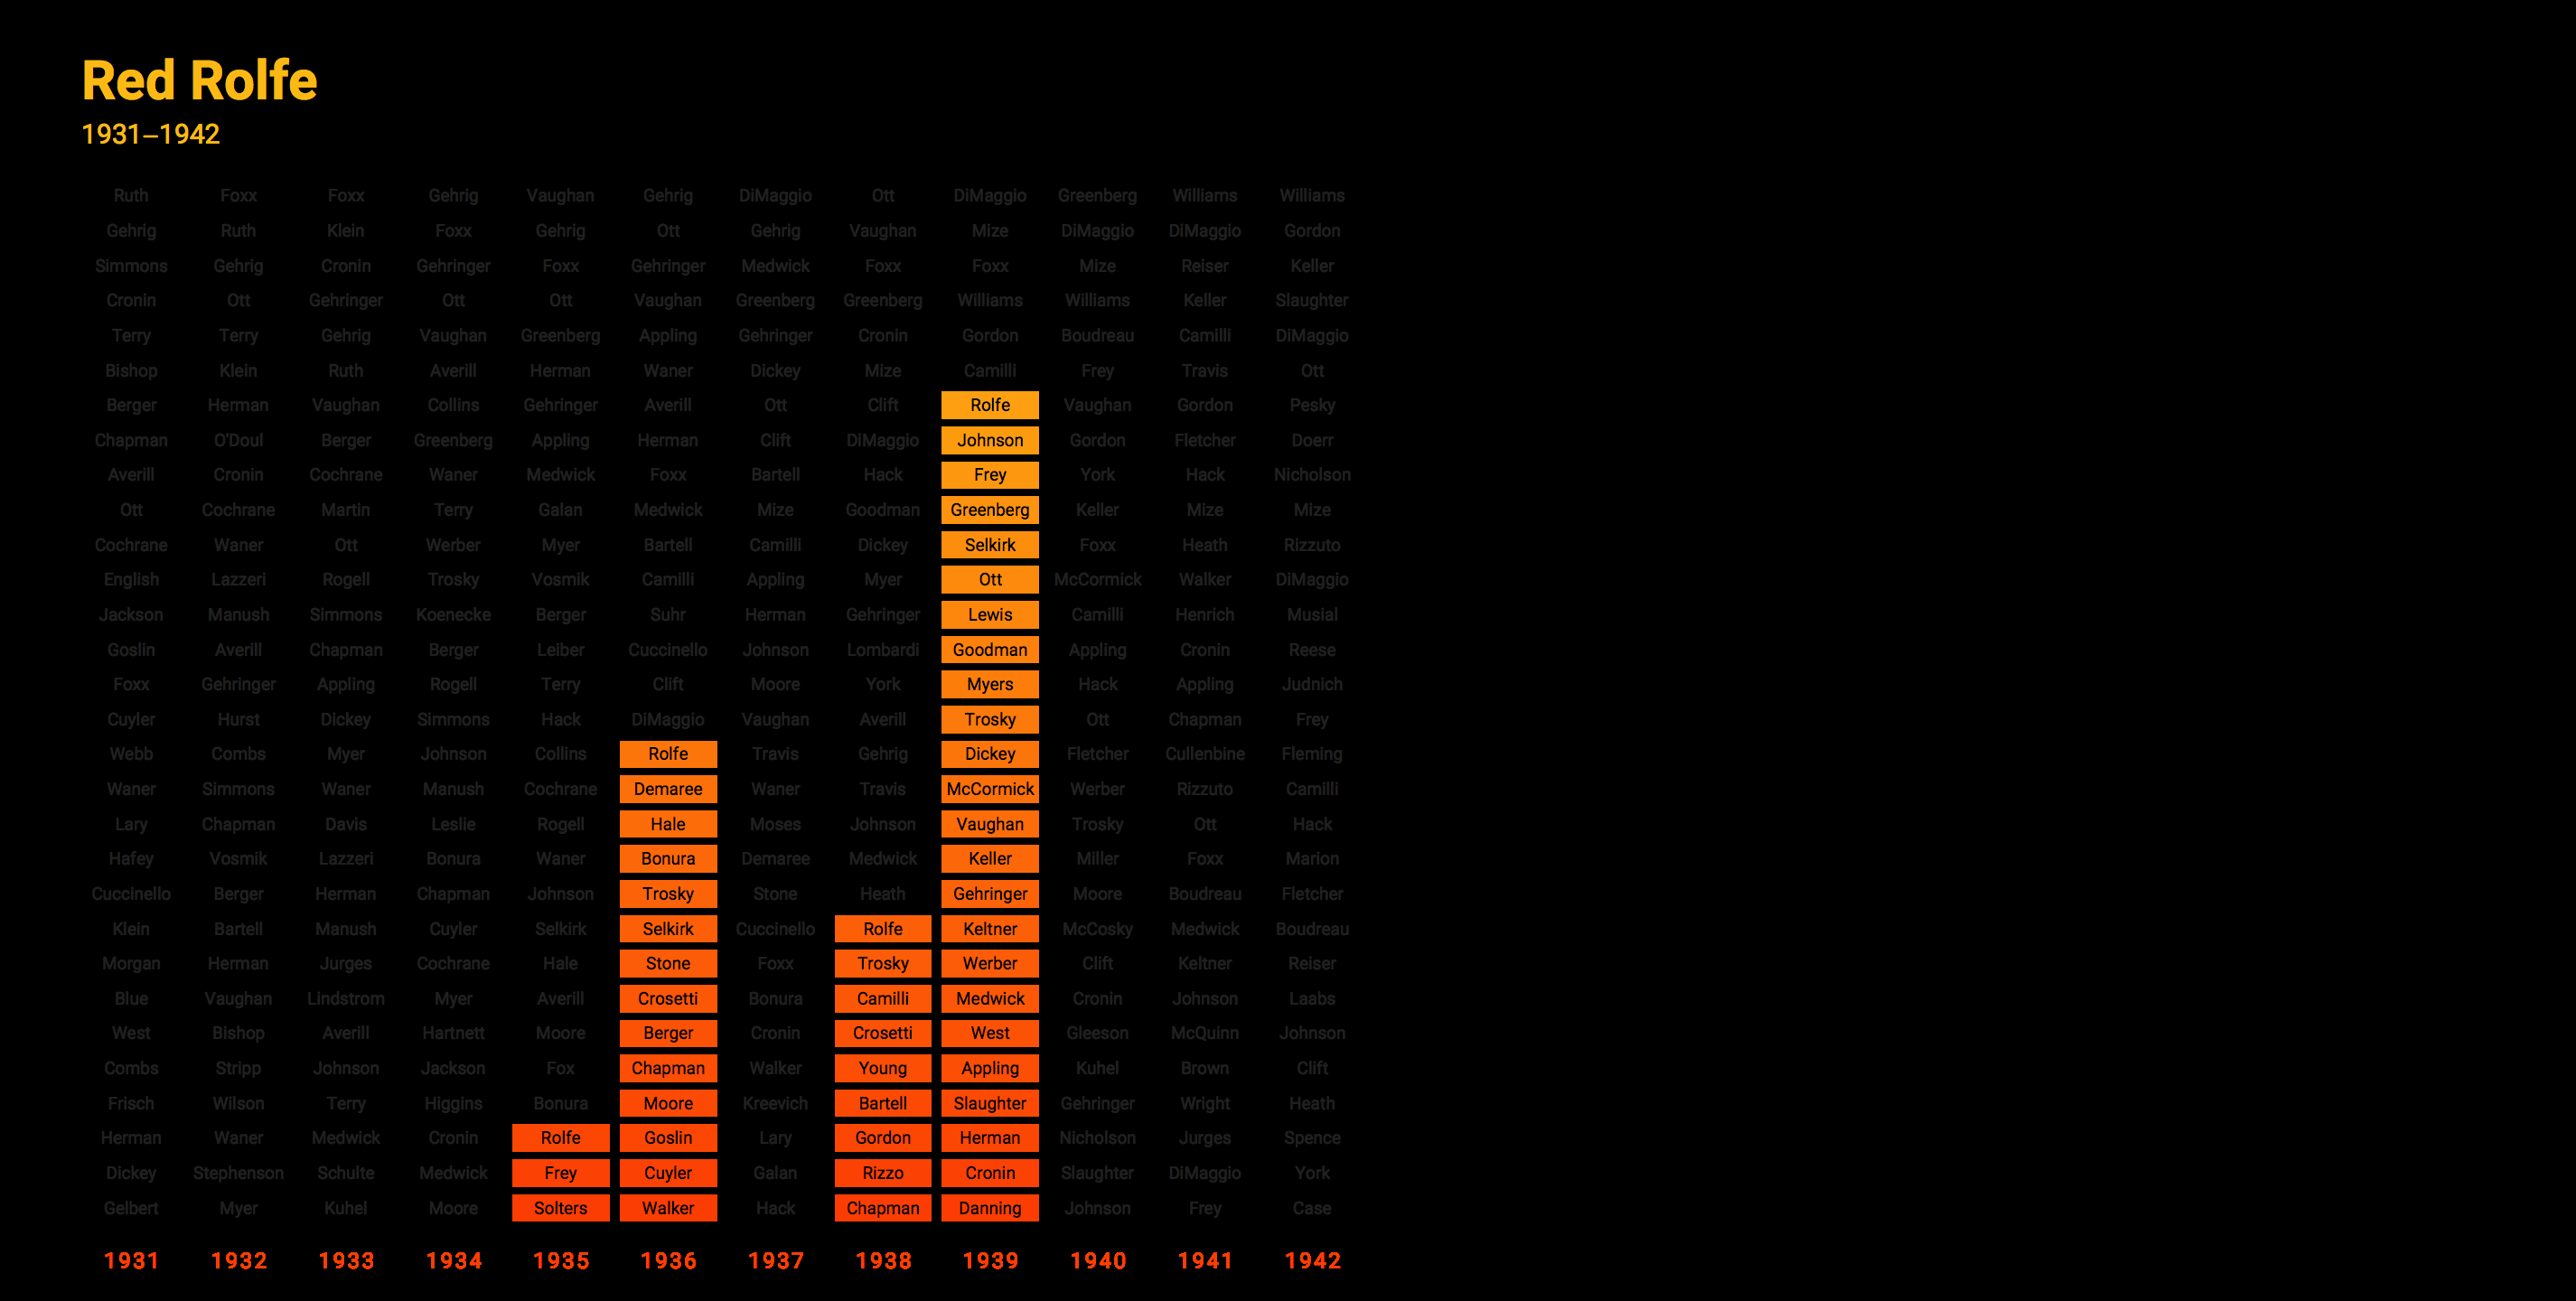 Red Rolfe
1931–1942
Ruth Foxx Foxx Gehrig Vaughan Gehrig DiMaggio Ott DiMaggio Greenberg Williams Williams
Gehrig Ruth Klein Foxx Gehrig Ott Gehrig Vaughan Mize DiMaggio DiMaggio Gordon
Simmons Gehrig Cronin Gehringer Foxx Gehringer Medwick Foxx Foxx Mize Reiser Keller
Cronin Ott Gehringer Ott Ott Vaughan Greenberg Greenberg Williams Williams Keller Slaughter
Terry Terry Gehrig Vaughan Greenberg Appling Gehringer Cronin Gordon Boudreau Camilli DiMaggio
Bishop Klein Ruth Averill Herman Waner Dickey Mize Camilli Frey Travis Ott
Berger Herman Vaughan Collins Gehringer Averill Ott Clift Rolfe Vaughan Gordon Pesky
Chapman O'Doul Berger Greenberg Appling Herman Clift DiMaggio Johnson Gordon Fletcher Doerr
Averill Cronin Cochrane Waner Medwick Foxx Bartell Hack Frey York Hack Nicholson
Ott Cochrane Martin Terry Galan Medwick Mize Goodman Greenberg Keller Mize Mize
Cochrane Waner Ott Werber Myer Bartell Camilli Dickey Selkirk Foxx Heath Rizzuto
English Lazzeri Rogell Trosky Vosmik Camilli Appling Myer Ott McCormick Walker DiMaggio
Jackson Manush Simmons Koenecke Berger Suhr Herman Gehringer Lewis Camilli Henrich Musial
Goslin Averill Chapman Berger Leiber Cuccinello Johnson Lombardi Goodman Appling Cronin Reese
Foxx Gehringer Appling Rogell Terry Clift Moore York Myers Hack Appling Judnich
Cuyler Hurst Dickey Simmons Hack DiMaggio Vaughan Averill Trosky Ott Chapman Frey
Webb Combs Myer Johnson Collins Rolfe Travis Gehrig Dickey Fletcher Cullenbine Fleming
Waner Simmons Waner Manush Cochrane Demaree Waner Travis McCormick Werber Rizzuto Camilli
Lary Chapman Davis Leslie Rogell Hale Moses Johnson Vaughan Trosky Ott Hack
Hafey Vosmik Lazzeri Bonura Waner Bonura Demaree Medwick Keller Miller Foxx Marion
Cuccinello Berger Herman Chapman Johnson Trosky Stone Heath Gehringer Moore Boudreau Fletcher
Klein Bartell Manush Cuyler Selkirk Selkirk Cuccinello Rolfe Keltner McCosky Medwick Boudreau
Morgan Herman Jurges Cochrane Hale Stone Foxx Trosky Werber Clift Keltner Reiser
Blue Vaughan Lindstrom Myer Averill Crosetti Bonura Camilli Medwick Cronin Johnson Laabs
West Bishop Averill Hartnett Moore Berger Cronin Crosetti West Gleeson McQuinn Johnson
Combs Stripp Johnson Jackson Fox Chapman Walker Young Appling Kuhel Brown Clift
Frisch Wilson Terry Higgins Bonura Moore Kreevich Bartell Slaughter Gehringer Wright Heath
Herman Waner Medwick Cronin Rolfe Goslin Lary Gordon Herman Nicholson Jurges Spence
Dickey Stephenson Schulte Medwick Frey Cuyler Galan Rizzo Cronin Slaughter DiMaggio York
Gelbert Myer Kuhel Moore Solters Walker Hack Chapman Danning Johnson Frey Case
1931 1932 1933 1934 1935 1936 1937 1938 1939 1940 1941 1942